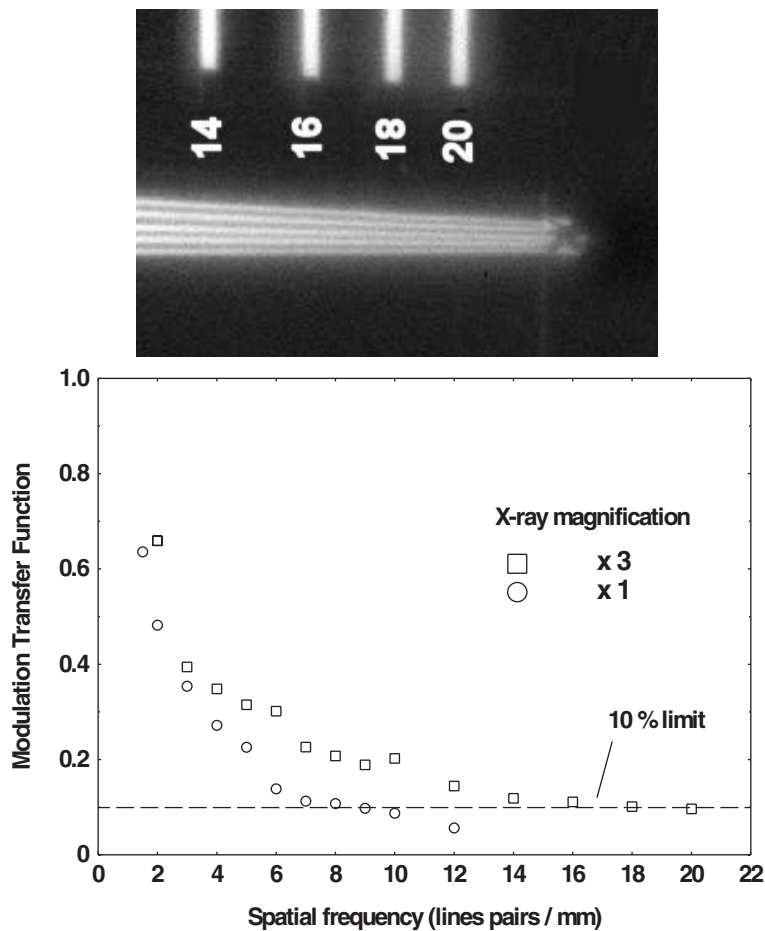 14 16 18 20
1.0
0.8
0.6
0.4
0.2
0
Modulation Transfer Function
X-ray magnification
x 3
x 1
10 % limit
0 2 4 6 8 10 12 14 16 18 20 22
Spatial frequency (lines pairs / mm)